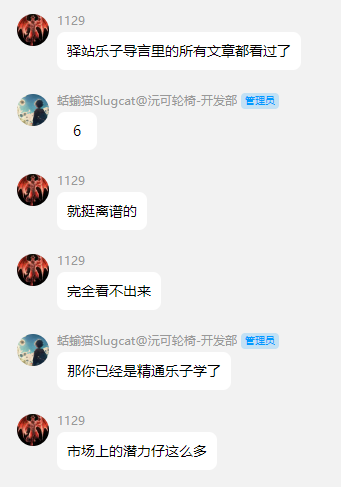 1129
驿站乐子导言里的所有文章都看过了
蛞蝓猫Slugcat@沅可轮椅-开发部 管理员
6
1129
就挺离谱的
1129
完全看不出来
蛞蝓猫Slugcat@沅可轮椅-开发部 管理员
那你已经是精通乐子学了
1129
市场上的潜力仔这么多